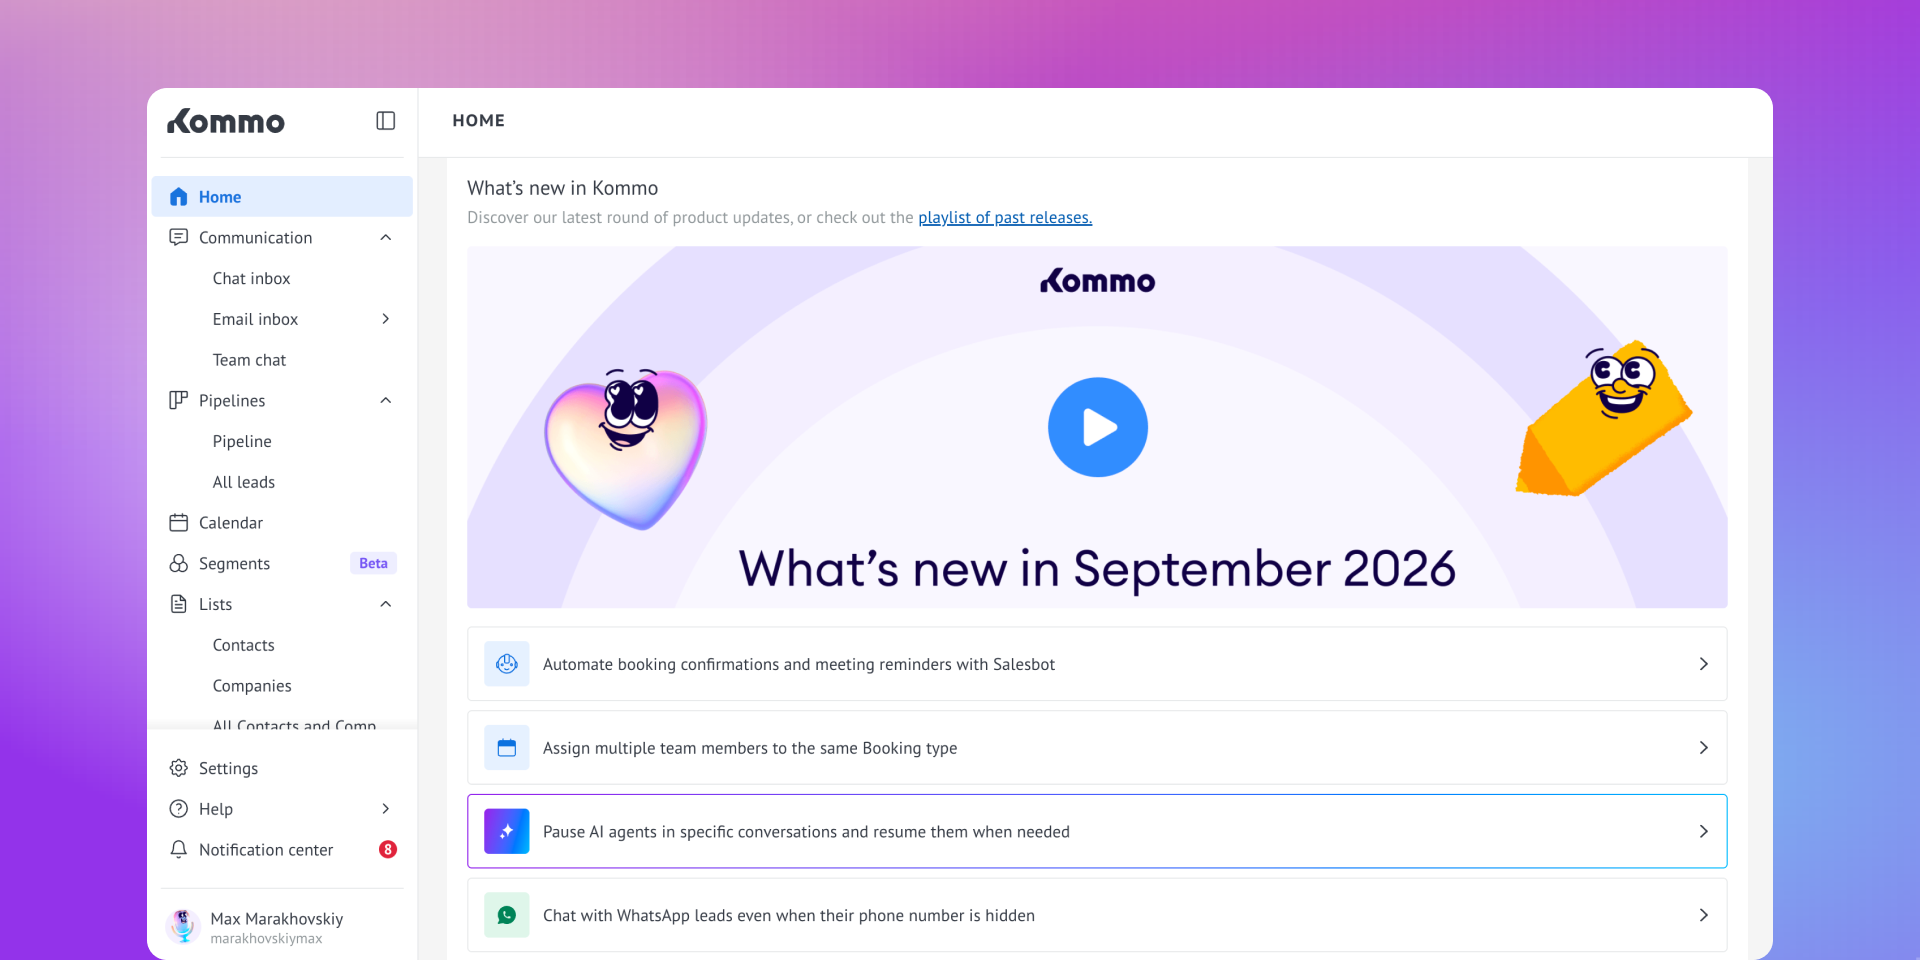 Kommo
Home
Communication
Chat inbox
Email inbox
Team chat
Pipelines
Pipeline
All leads
Calendar
Segments Beta
Lists
Contacts
Companies
All Contacts and Comp
Settings
Help
Notification center 8
Max Marakhovskiy
marakhovskiymax
HOME
What's new in Kommo
Discover our latest round of product updates, or check out the playlist of past releases.
Kommo
What's new in September 2026
Automate booking confirmations and meeting reminders with Salesbot
Assign multiple team members to the same Booking type
Pause AI agents in specific conversations and resume them when needed
Chat with WhatsApp leads even when their phone number is hidden